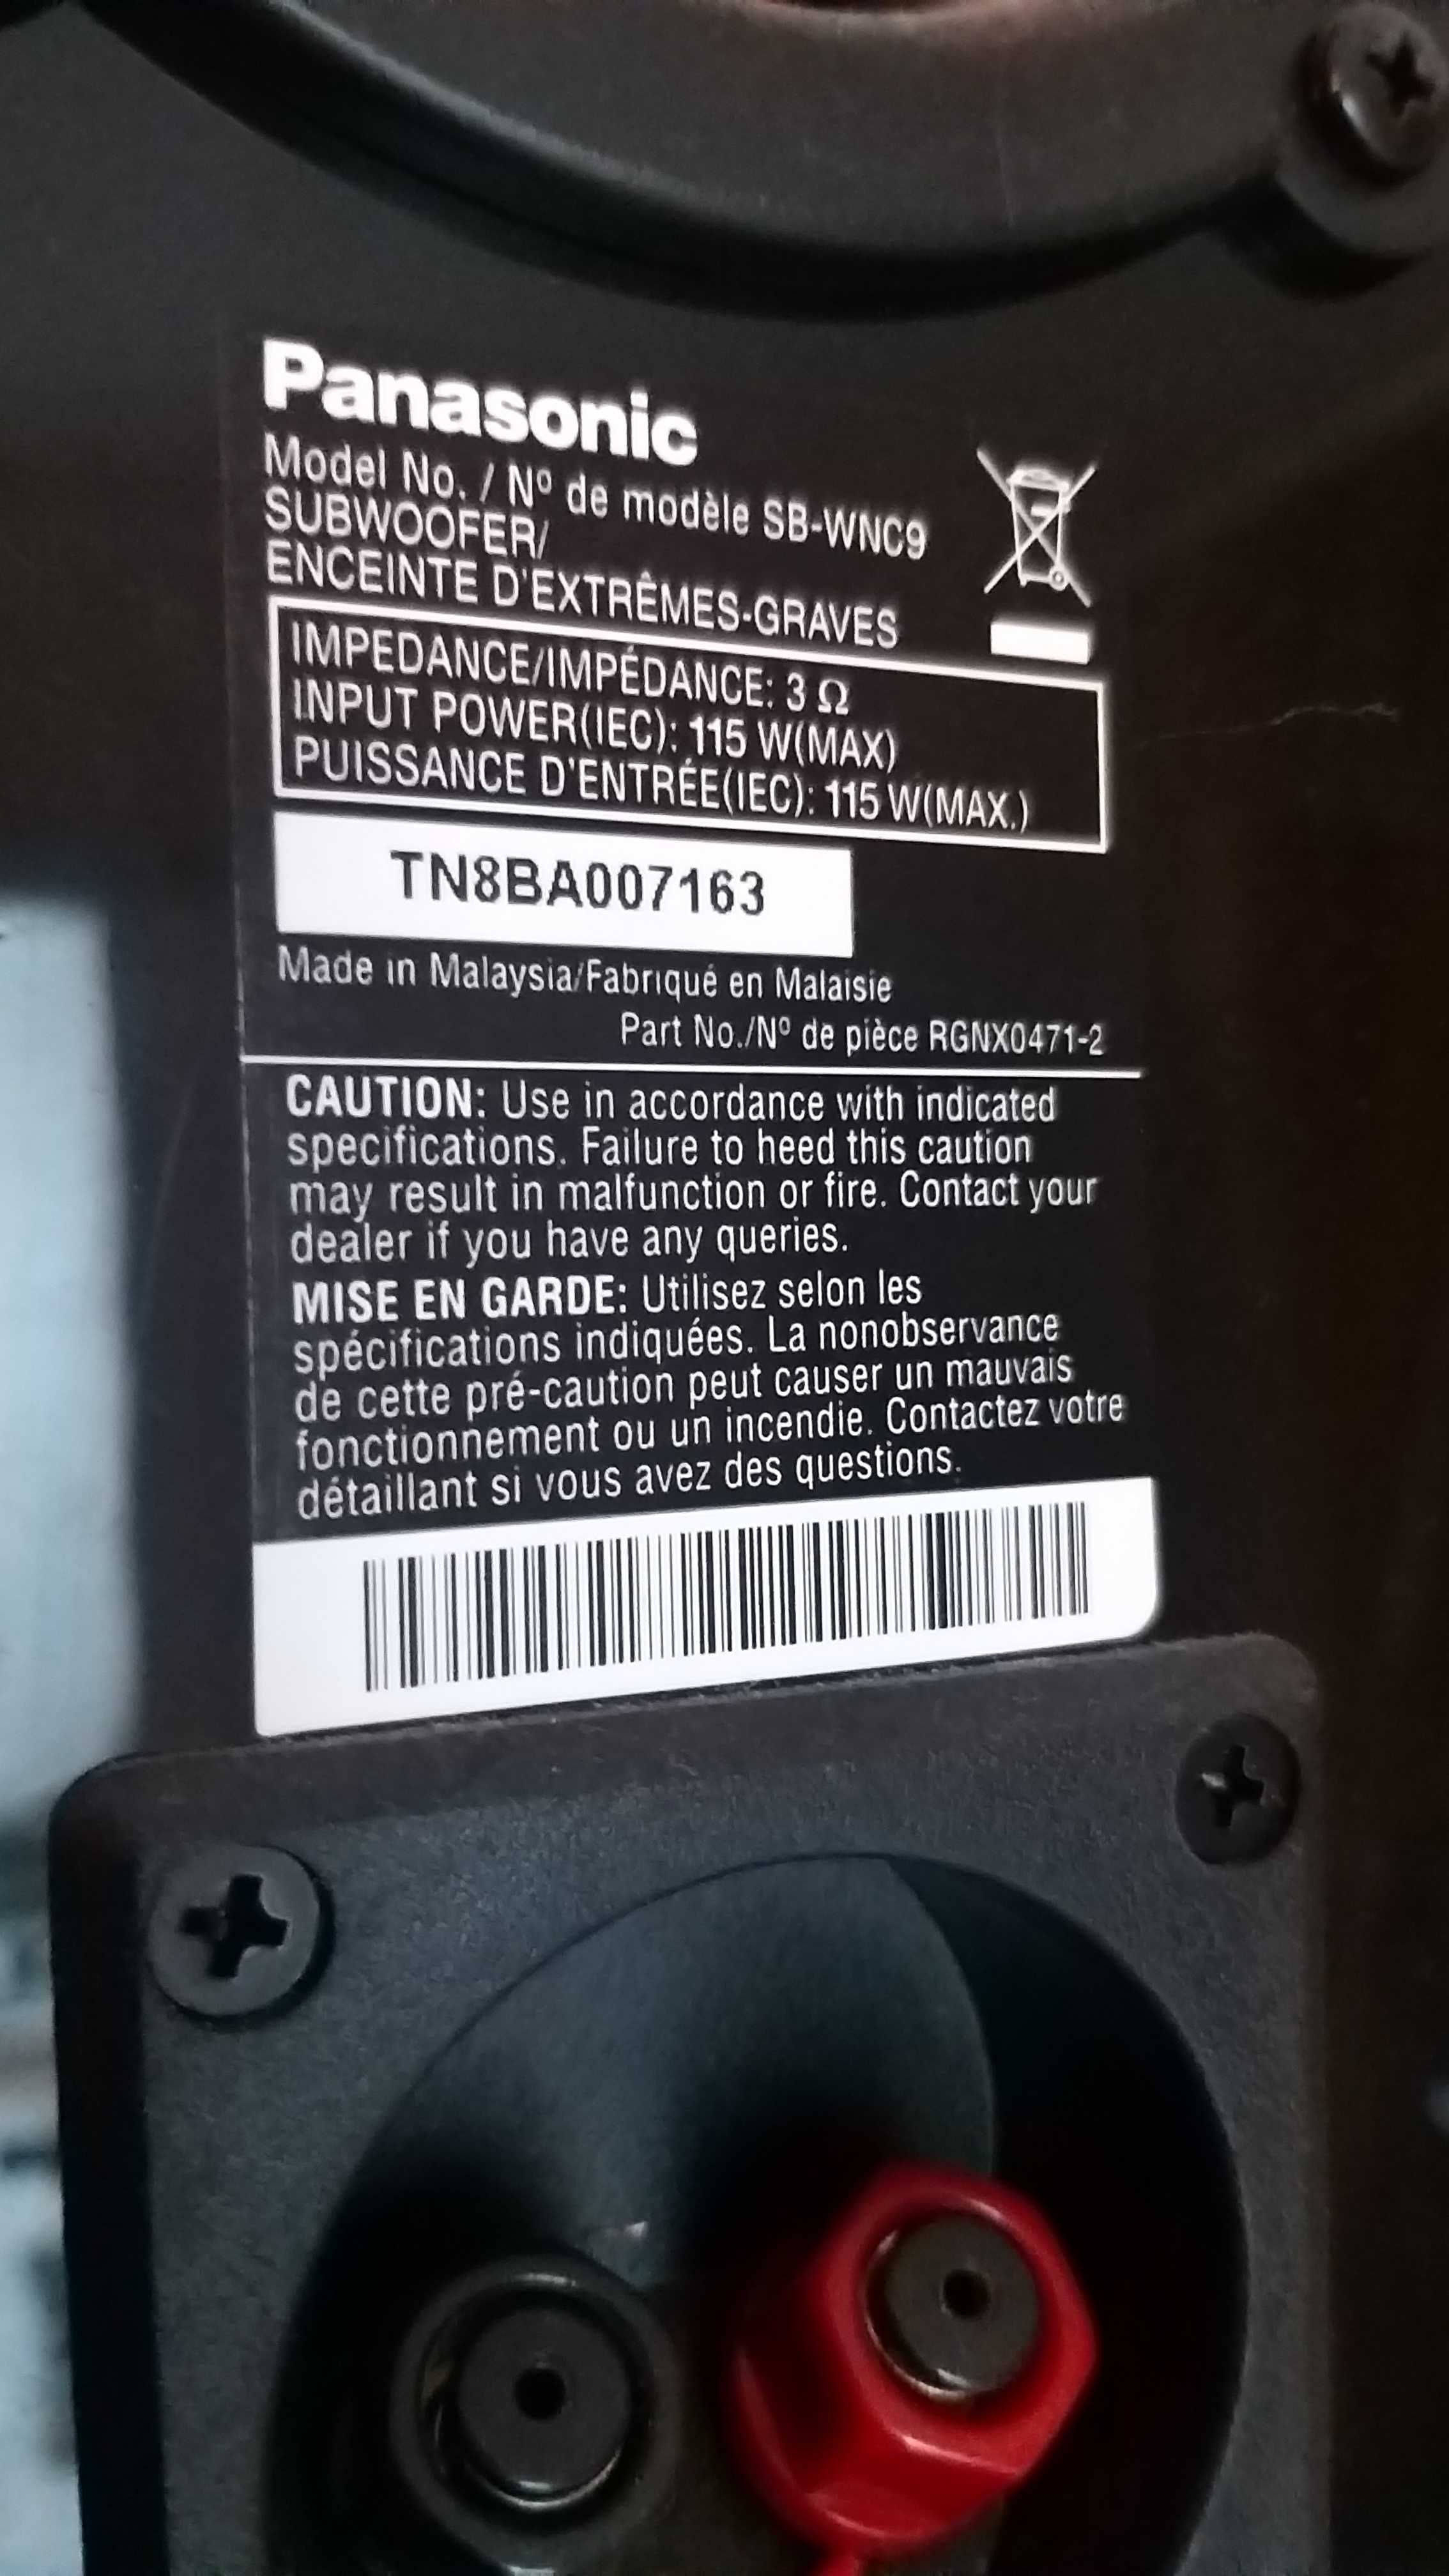 Panasonic
Model No. / Nº de modèle SB-WNC9
SUBWOOFER/
ENCEINTE D'EXTRÊMES-GRAVES
IMPEDANCE/IMPÉDANCE: 3 Ω
INPUT POWER(IEC): 115 W(MAX)
PUISSANCE D'ENTRÉE(IEC): 115 W(MAX.)
TN8BA007163
Made in Malaysia/Fabriqué en Malaisie
Part No./Nº de pièce RGNX0471-2
CAUTION: Use in accordance with indicated
specifications. Failure to heed this caution
may result in malfunction or fire. Contact your
dealer if you have any queries.
MISE EN GARDE: Utilisez selon les
spécifications indiquées. La nonobservance
de cette pré-caution peut causer un mauvais
fonctionnement ou un incendie. Contactez votre
détaillant si vous avez des questions.